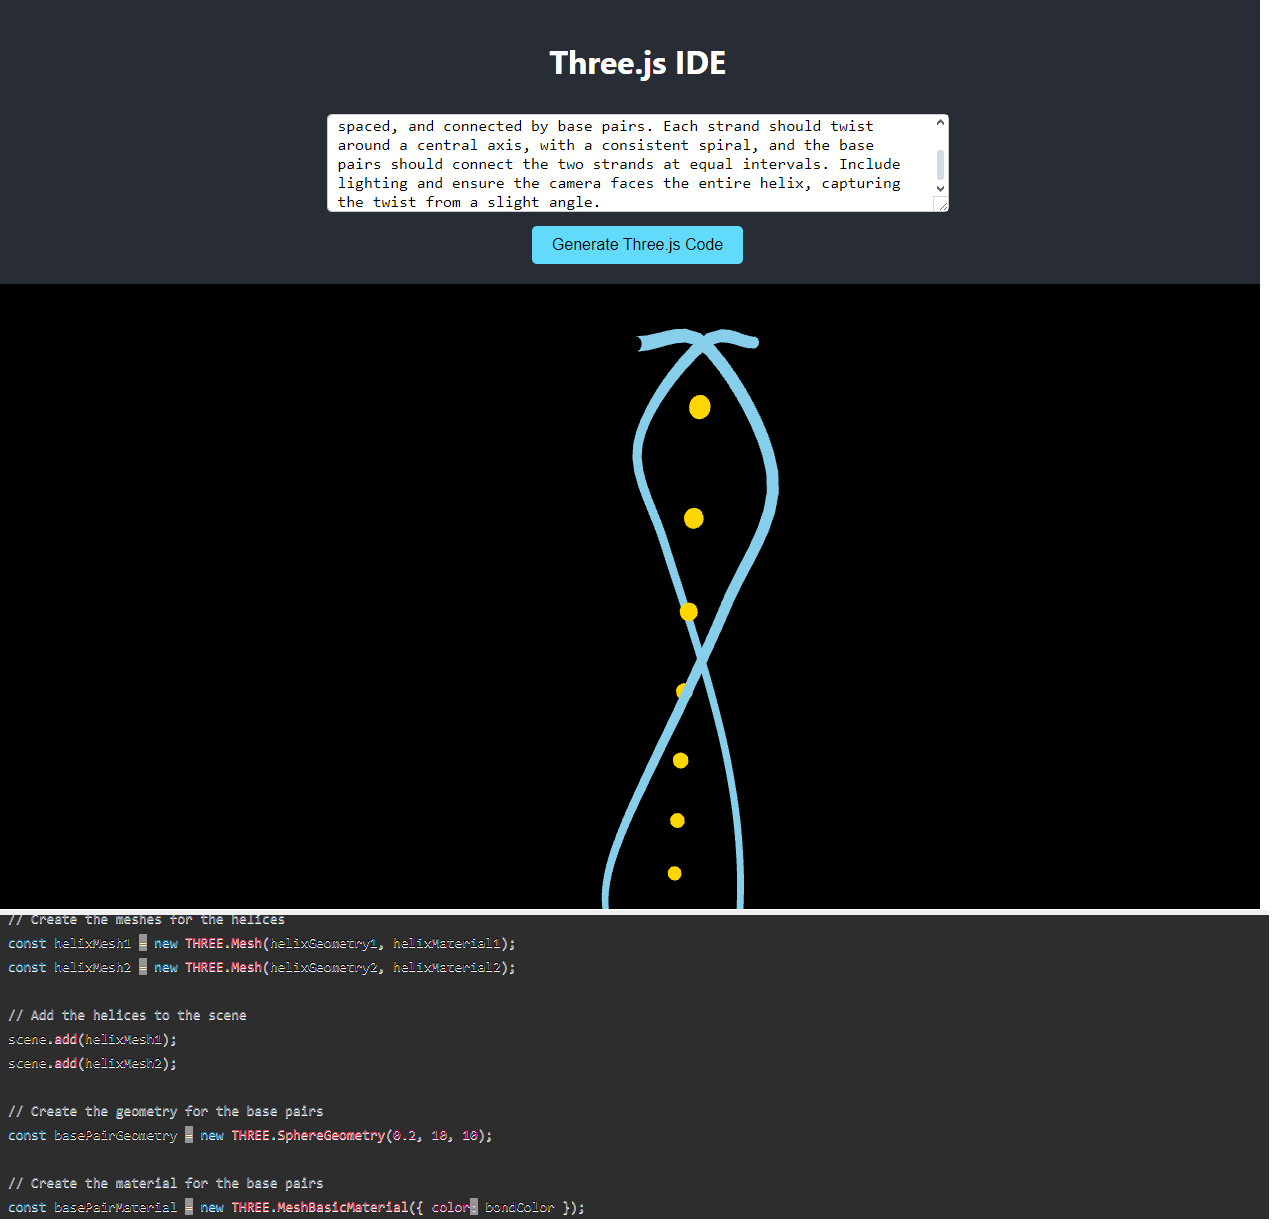 Three.js IDE
spaced, and connected by base pairs. Each strand should twist
around a central axis, with a consistent spiral, and the base
pairs should connect the two strands at equal intervals. Include
lighting and ensure the camera faces the entire helix, capturing
the twist from a slight angle.
Generate Three.js Code
// Create the meshes for the helices
const helixMesh1 = new THREE.Mesh(helixGeometry1, helixMaterial1);
const helixMesh2 = new THREE.Mesh(helixGeometry2, helixMaterial2);
// Add the helices to the scene
scene.add(helixMesh1);
scene.add(helixMesh2);
// Create the geometry for the base pairs
const basePairGeometry = new THREE.SphereGeometry(0.2, 10, 10);
// Create the material for the base pairs
const basePairMaterial = new THREE.MeshBasicMaterial({ color: bondColor });